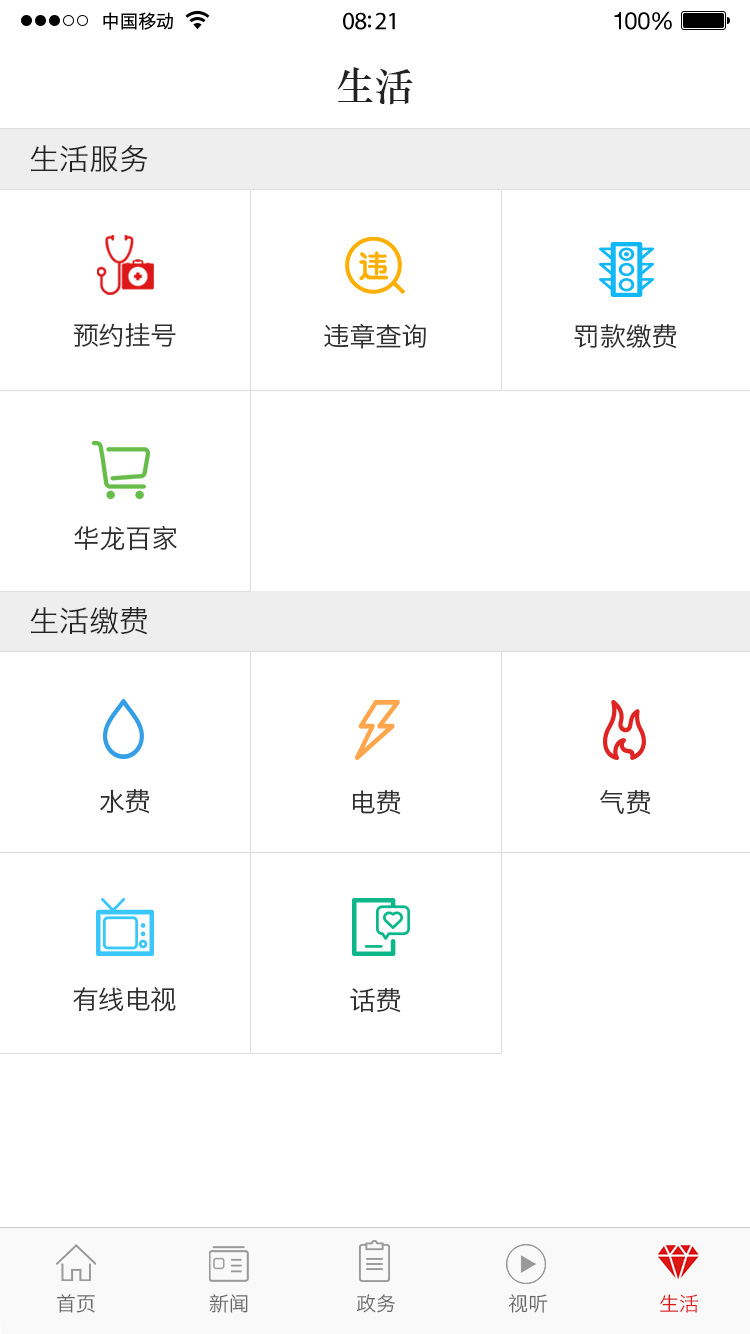 中国移动 08:21 100%
生活
生活服务
违
预约挂号 违章查询 罚款缴费
华龙百家
生活缴费
水费 电费 气费
有线电视 话费
首页 新闻 政务 视听 生活